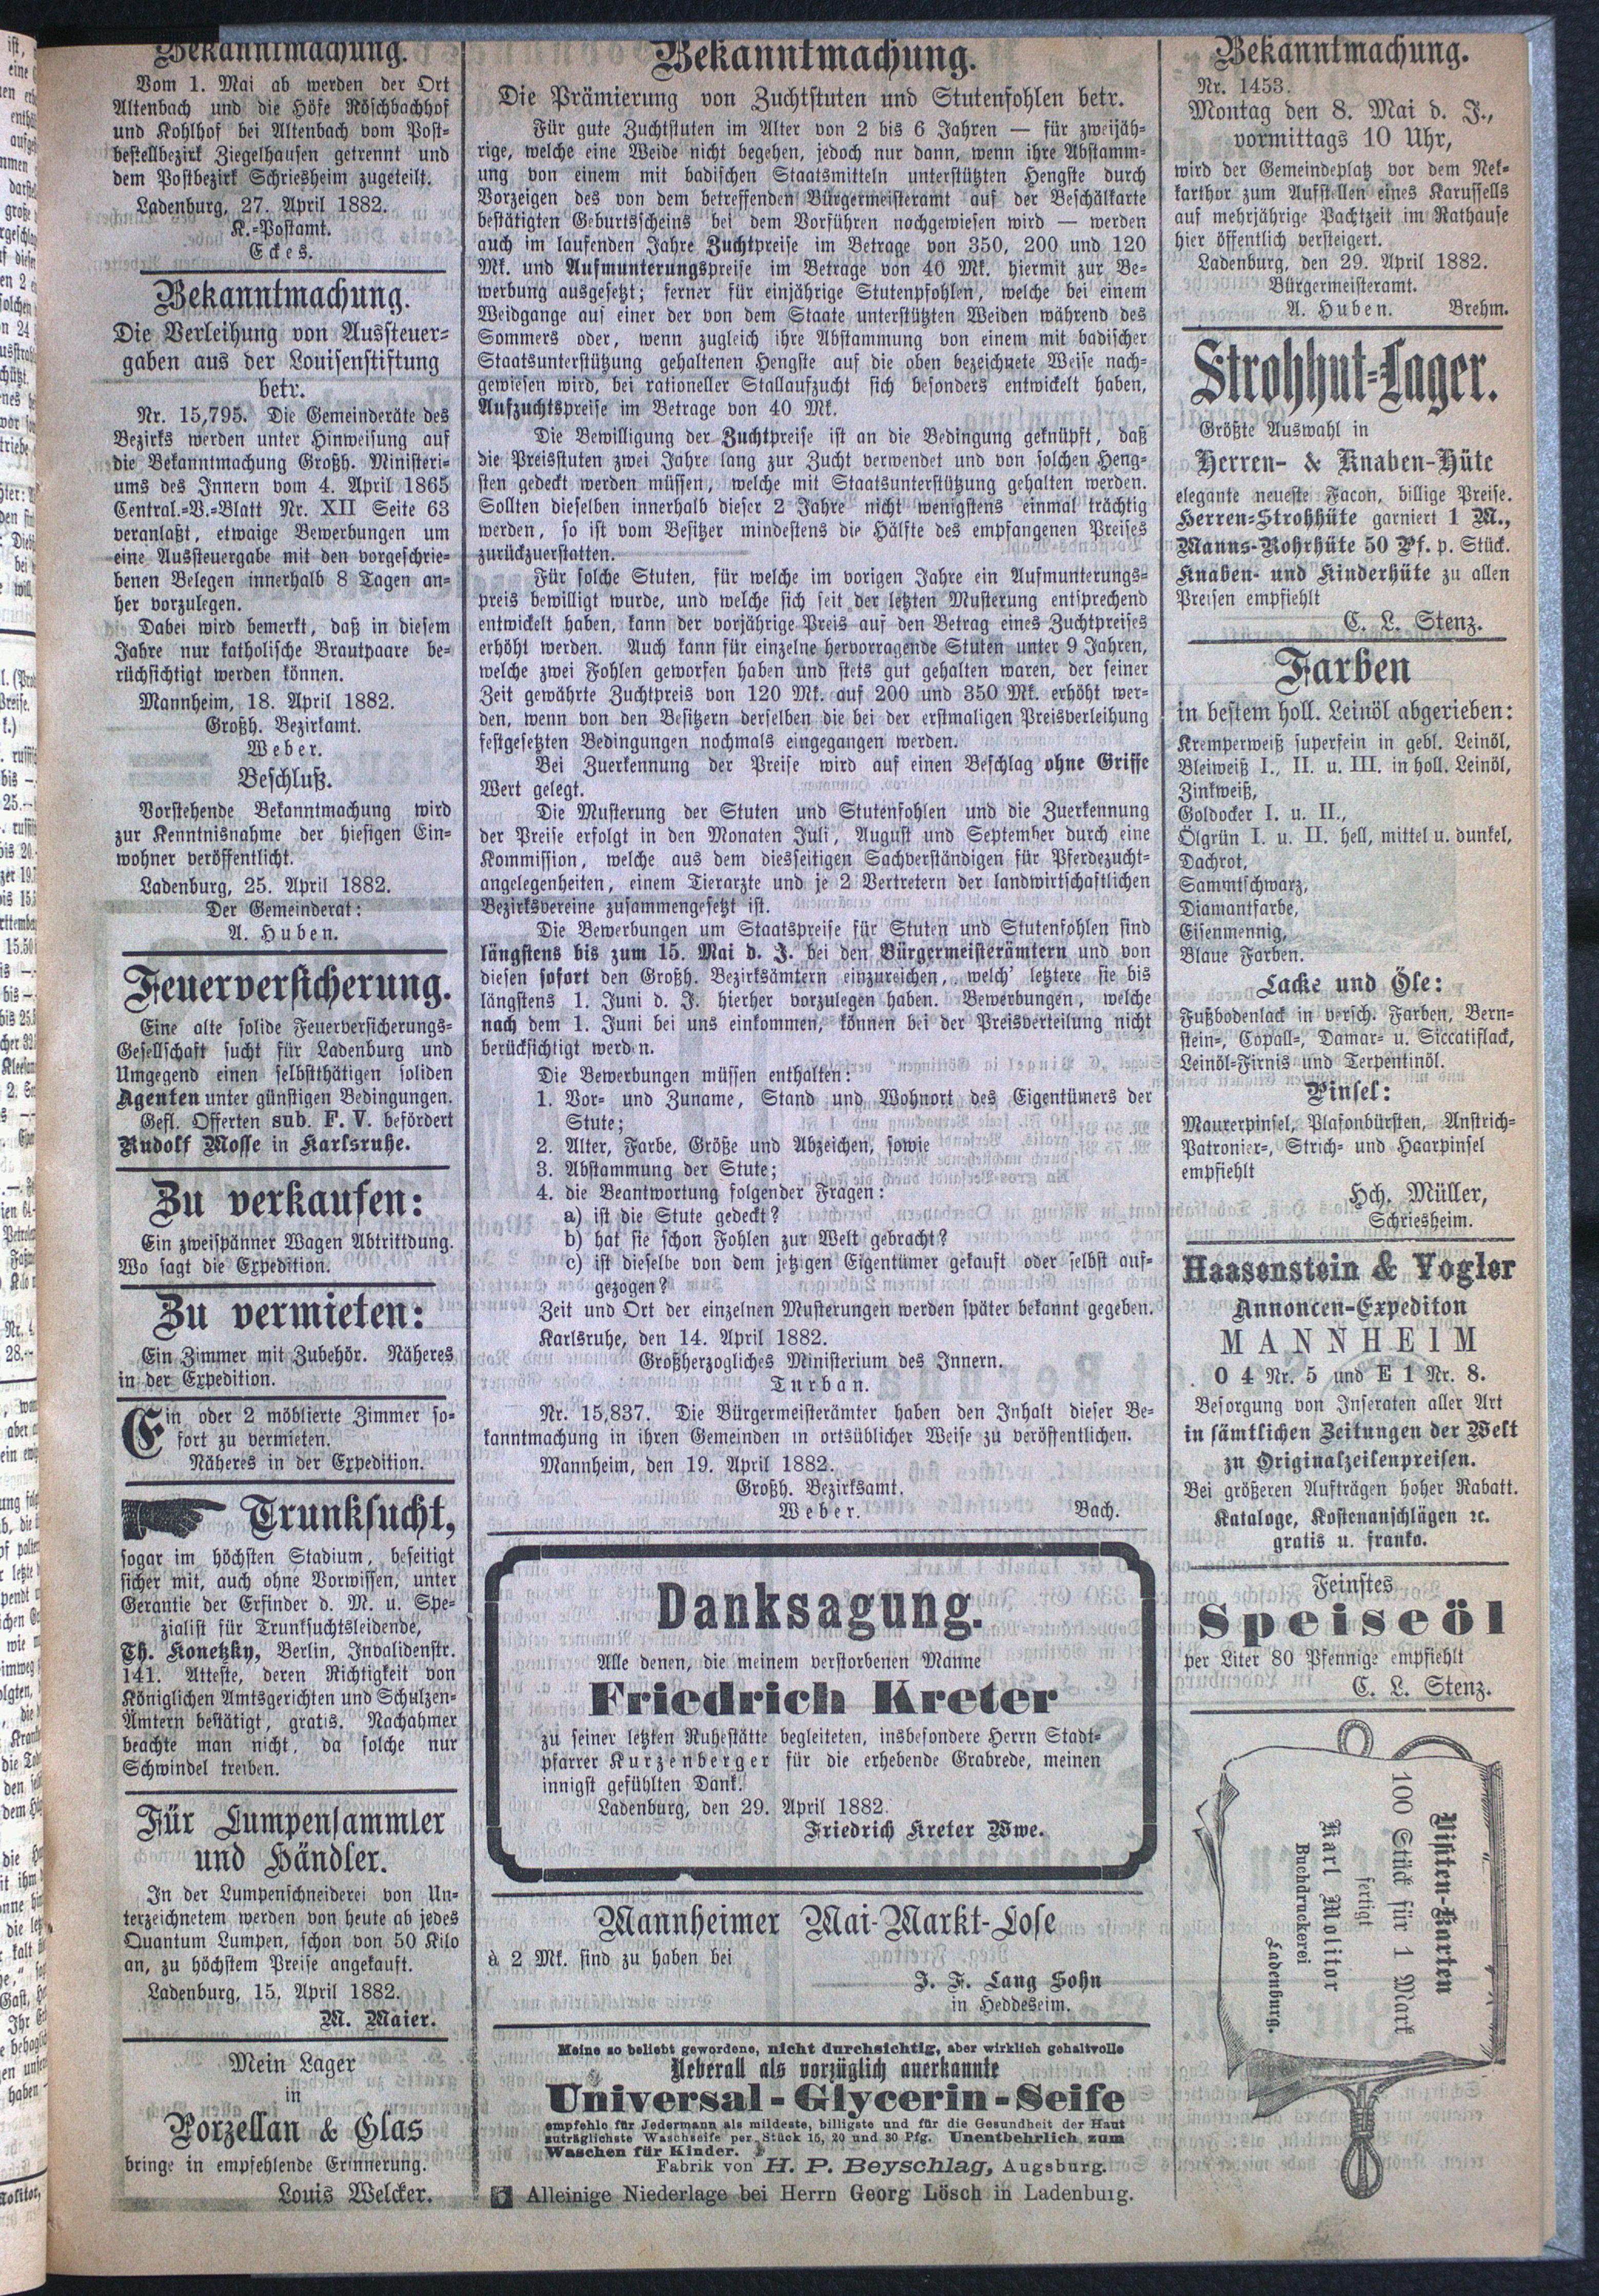 Bekanntmachung.
Vom 1. Mai ab werden der Ort
Altenbach und die Höfe Röschbachhof
und Kohlhof bei Altenbach vom Post-
bestellbezirk Ziegelhausen getrennt und
dem Postbezirk Schriesheim zugeteilt.
Ladenburg, 27. April 1882.
K.-Postamt.
Eckes.
Bekanntmachung.
Die Verleihung von Aussteuer-
gaben aus der Louisenstiftung
betr.
Nr. 15,795. Die Gemeinderäte des
Bezirks werden unter Hinweisung auf
die Bekanntmachung Großh. Ministeri-
ums des Innern vom 4. April 1865
Central.-V.-Blatt Nr. XII Seite 63
veranlaßt, etwaige Bewerbungen um
eine Aussteuergabe mit den vorgeschrie-
benen Belegen innerhalb 8 Tagen an-
her vorzulegen.
Dabei wird bemerkt, daß in diesem
Jahre nur katholische Brautpaare be-
rücksichtigt werden können.
Mannheim, 18. April 1882.
Großh. Bezirkamt.
Weber.
Beschluß.
Vorstehende Bekanntmachung wird
zur Kenntnisnahme der hiesigen Ein-
wohner veröffentlicht.
Ladenburg, 25. April 1882.
Der Gemeinderat:
A. Huben.
Feuerversicherung.
Eine alte solide Feuerversicherungs-
Gesellschaft sucht für Ladenburg und
Umgegend einen selbstthätigen soliden
Agenten unter günstigen Bedingungen.
Gefl. Offerten sub. F. V. befördert
Rudolf Mosse in Karlsruhe.
Zu verkaufen:
Ein zweispänner Wagen Abtrittdung.
Wo sagt die Expedition.
Zu vermieten:
Ein Zimmer mit Zubehör. Näheres
in der Expedition.
Ein oder 2 möblierte Zimmer so-
fort zu vermieten.
Näheres in der Expedition.
Trunksucht,
sogar im höchsten Stadium, beseitigt
sicher mit, auch ohne Vorwissen, unter
Gerantie der Erfinder d. M. u. Spe-
zialist für Trunksuchtsleidende,
Th. Konetzky, Berlin, Invalidenstr.
141. Atteste, deren Richtigkeit von
Königlichen Amtsgerichten und Schulzen-
Ämtern bestätigt, gratis. Nachahmer
beachte man nicht, da solche nur
Schwindel treiben.
Für Lumpensammler
und Händler.
In der Lumpenschneiderei von Un-
terzeichnetem werden von heute ab jedes
Quantum Lumpen, schon von 50 Kilo
an, zu höchstem Preise angekauft.
Ladenburg, 15. April 1882.
M. Maier.
Mein Lager
in
Porzellan & Glas
bringe in empfehlende Erinnerung.
Louis Welcker.
Bekanntmachung.
Die Prämierung von Zuchtstuten und Stutenfohlen betr.
Für gute Zuchtstuten im Alter von 2 bis 6 Jahren — für zweijäh-
rige, welche eine Weide nicht begehen, jedoch nur dann, wenn ihre Abstamm-
ung von einem mit badischen Staatsmitteln unterstützten Hengste durch
Vorzeigen des von dem betreffenden Bürgermeisteramt auf der Beschälkarte
bestätigten Geburtsscheins bei dem Vorführen nachgewiesen wird — werden
auch im laufenden Jahre Zuchtpreise im Betrage von 350, 200 und 120
Mk. und Aufmunterungspreise im Betrage von 40 Mk. hiermit zur Be-
werbung ausgesetzt; ferner für einjährige Stutenpfohlen, welche bei einem
Weidgange auf einer der von dem Staate unterstützten Weiden während des
Sommers oder, wenn zugleich ihre Abstammung von einem mit badischer
Staatsunterstützung gehaltenen Hengste auf die oben bezeichnete Weise nach-
gewiesen wird, bei rationeller Stallaufzucht sich besonders entwickelt haben,
Aufzuchtspreise im Betrage von 40 Mk.
Die Bewilligung der Zuchtpreise ist an die Bedingung geknüpft, daß
die Preisstuten zwei Jahre lang zur Zucht verwendet und von solchen Heng-
sten gedeckt werden müssen, welche mit Staatsunterstützung gehalten werden.
Sollten dieselben innerhalb dieser 2 Jahre nicht wenigstens einmal trächtig
werden, so ist vom Besitzer mindestens die Hälfte des empfangenen Preises
zurückzuerstatten.
Für solche Stuten, für welche im vorigen Jahre ein Aufmunterungs-
preis bewilligt wurde, und welche sich seit der letzten Musterung entsprechend
entwickelt haben, kann der vorjährige Preis auf den Betrag eines Zuchtpreises
erhöht werden. Auch kann für einzelne hervorragende Stuten unter 9 Jahren,
welche zwei Fohlen geworfen haben und stets gut gehalten waren, der seiner
Zeit gewährte Zuchtpreis von 120 Mk. auf 200 und 350 Mk. erhöht wer-
den, wenn von den Besitzern derselben die bei der erstmaligen Preisverleihung
festgesetzten Bedingungen nochmals eingegangen werden.
Bei Zuerkennung der Preise wird auf einen Beschlag ohne Griffe
Wert gelegt.
Die Musterung der Stuten und Stutenfohlen und die Zuerkennung
der Preise erfolgt in den Monaten Juli, August und September durch eine
Kommission, welche aus dem diesseitigen Sachverständigen für Pferdezucht-
angelegenheiten, einem Tierarzte und je 2 Vertretern der landwirtschaftlichen
Bezirksvereine zusammengesetzt ist.
Die Bewerbungen um Staatspreise für Stuten und Stutenfohlen sind
längstens bis zum 15. Mai d. J. bei den Bürgermeisterämtern und von
diesen sofort den Großh. Bezirksämtern einzureichen, welch' letztere sie bis
längstens 1. Juni d. J. hierher vorzulegen haben. Bewerbungen, welche
nach dem 1. Juni bei uns einkommen, können bei der Preisverteilung nicht
berücksichtigt werden.
Die Bewerbungen müssen enthalten:
1. Vor- und Zuname, Stand und Wohnort des Eigentümers der
Stute;
2. Alter, Farbe, Größe und Abzeichen, sowie
3. Abstammung der Stute;
4. die Beantwortung folgender Fragen:
a) ist die Stute gedeckt?
b) hat sie schon Fohlen zur Welt gebracht?
c) ist dieselbe von dem jetzigen Eigentümer gekauft oder selbst auf-
gezogen?
Zeit und Ort der einzelnen Musterungen werden später bekannt gegeben.
Karlsruhe, den 14. April 1882.
Großherzogliches Ministerium des Innern.
Turban.
Nr. 15,837. Die Bürgermeisterämter haben den Inhalt dieser Be-
kanntmachung in ihren Gemeinden in ortsüblicher Weise zu veröffentlichen.
Mannheim, den 19. April 1882.
Großh. Bezirksamt.
Weber. Bach.
Danksagung.
Alle denen, die meinem verstorbenen Manne
Friedrich Kreter
zu seiner letzten Ruhestätte begleiteten, insbesondere Herrn Stadt-
pfarrer Kurzenberger für die erhebende Grabrede, meinen
innigst gefühlten Dank.
Ladenburg, den 29. April 1882.
Friedrich Kreter Wwe.
Mannheimer Mai-Markt-Lose
à 2 Mk. sind zu haben bei
J. F. Lang Sohn
in Heddesheim.
Meine so beliebt gewordene, nicht durchsichtig, aber wirklich gehaltvolle
Ueberall als vorzüglich anerkannte
Universal-Glycerin-Seife
empfehle für Jedermann als mildeste, billigste und für die Gesundheit der Haut
zuträglichste Waschseife per Stück 15, 20 und 30 Pfg. Unentbehrlich zum
Waschen für Kinder.
Fabrik von H. P. Beyschlag, Augsburg.
Alleinige Niederlage bei Herrn Georg Lösch in Ladenburg.
Bekanntmachung.
Nr. 1453.
Montag den 8. Mai d. J.,
vormittags 10 Uhr,
wird der Gemeindeplatz vor dem Nek-
karthor zum Aufstellen eines Karussells
auf mehrjährige Pachtzeit im Rathause
hier öffentlich versteigert.
Ladenburg, den 29. April 1882.
Bürgermeisteramt.
A. Huben. Brehm.
Strohhut-Lager.
Größte Auswahl in
Herren- & Knaben-Hüte
elegante neueste Facon, billige Preise.
Herren-Strohhüte garniert 1 M.,
Manns-Rohrhüte 50 Pf. p. Stück.
Knaben- und Kinderhüte zu allen
Preisen empfiehlt
C. L. Stenz.
Farben
in bestem holl. Leinöl abgerieben:
Kremperweiß superfein in gebl. Leinöl,
Bleiweiß I., II. u. III. in holl. Leinöl,
Zinkweiß,
Goldocker I. u. II.,
Ölgrün I. u. II. hell, mittel u. dunkel,
Dachrot,
Sammtschwarz,
Diamantfarbe,
Eisenmennig,
Blaue Farben.
Lacke und Öle:
Fußbodenlack in versch. Farben, Bern-
stein-, Copall-, Damar- u. Siccatiflack,
Leinöl-Firnis und Terpentinöl.
Pinsel:
Maurerpinsel, Plafonbürsten, Anstrich-
Patronier-, Strich- und Haarpinsel
empfiehlt
Hch. Müller,
Schriesheim.
Haasenstein & Vogler
Annoncen-Expediton
MANNHEIM
O 4 Nr. 5 und E 1 Nr. 8.
Besorgung von Inseraten aller Art
in sämtlichen Zeitungen der Welt
zu Originalzeilenpreisen.
Bei größeren Aufträgen hoher Rabatt.
Kataloge, Kostenanschlägen ꝛc.
gratis u. franko.
Feinstes
Speiseöl
per Liter 80 Pfennige empfiehlt
C. L. Stenz.
Visiten-Karten
100 Stück für 1 Mark
fertigt
Karl Molitor
Buchdruckerei
Ladenburg.